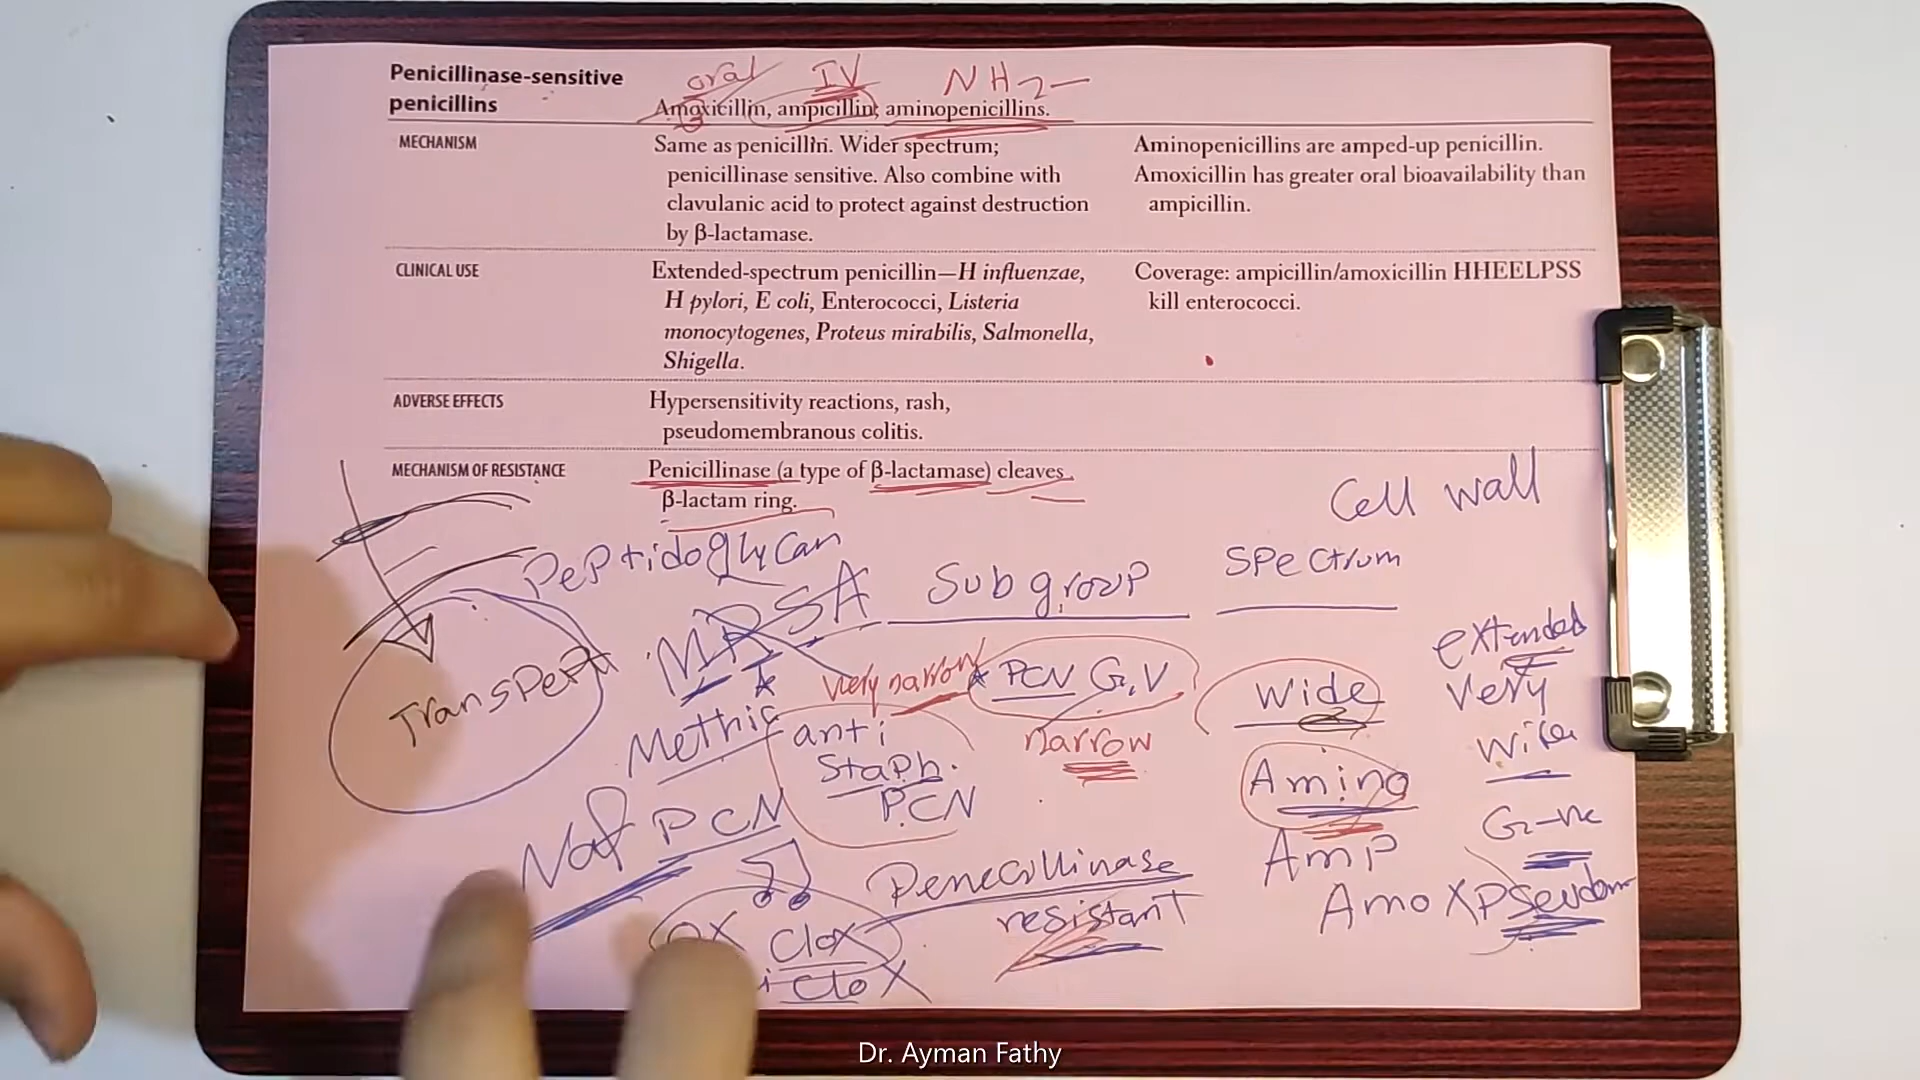 Penicillinase-sensitive
penicillins
oral IV NH2-
Amoxicillin, ampicillin; aminopenicillins.
MECHANISM
Same as penicillin. Wider spectrum;
penicillinase sensitive. Also combine with
clavulanic acid to protect against destruction
by β-lactamase.
Aminopenicillins are amped-up penicillin.
Amoxicillin has greater oral bioavailability than
ampicillin.
CLINICAL USE
Extended-spectrum penicillin—H influenzae,
H pylori, E coli, Enterococci, Listeria
monocytogenes, Proteus mirabilis, Salmonella,
Shigella.
Coverage: ampicillin/amoxicillin HHEELPSS
kill enterococci.
ADVERSE EFFECTS
Hypersensitivity reactions, rash,
pseudomembranous colitis.
MECHANISM OF RESISTANCE
Penicillinase (a type of β-lactamase) cleaves
β-lactam ring.
Cell wall
Peptidoglycan
Transpept
MRSA
Methic
Naf PCN
Subgroup
very narrow
PCN G, V
narrow
anti
Staph.
P.CN
Penecillinase
resistant
OX
Clox
iclox
Spectrum
Wide
Amino
Amp
Amox
extended
very
G-ve
Pseudom
Dr. Ayman Fathy